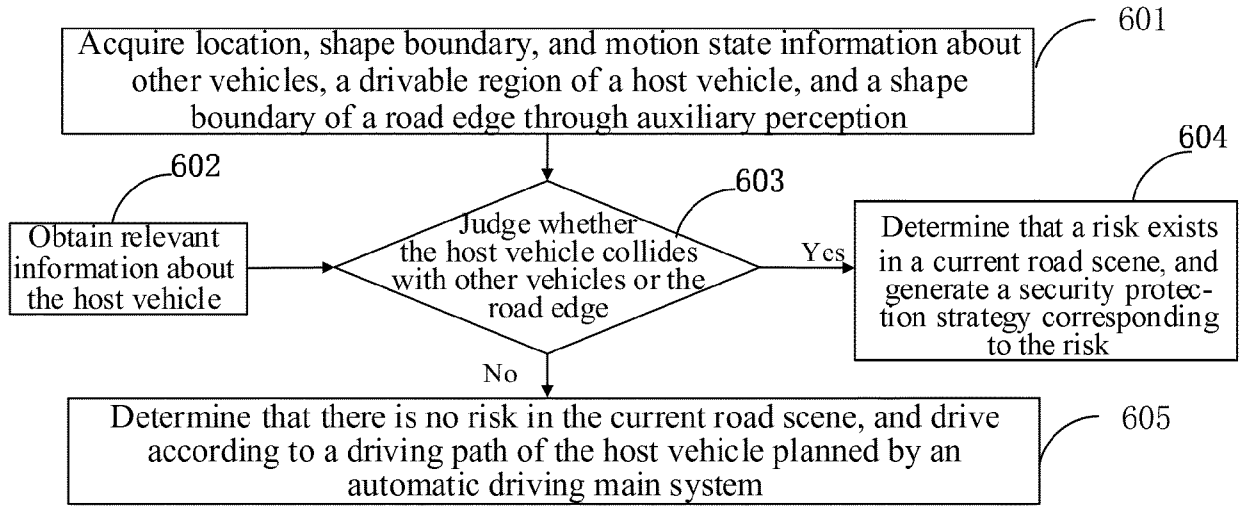 601
Acquire location, shape boundary, and motion state information about
other vehicles, a drivable region of a host vehicle, and a shape
boundary of a road edge through auxiliary perception
602
Obtain relevant
information about
the host vehicle
603
Judge whether
the host vehicle collides
with other vehicles or the
road edge
Yes
604
Determine that a risk exists
in a current road scene, and
generate a security protec-
tion strategy corresponding
to the risk
No
605
Determine that there is no risk in the current road scene, and drive
according to a driving path of the host vehicle planned by an
automatic driving main system